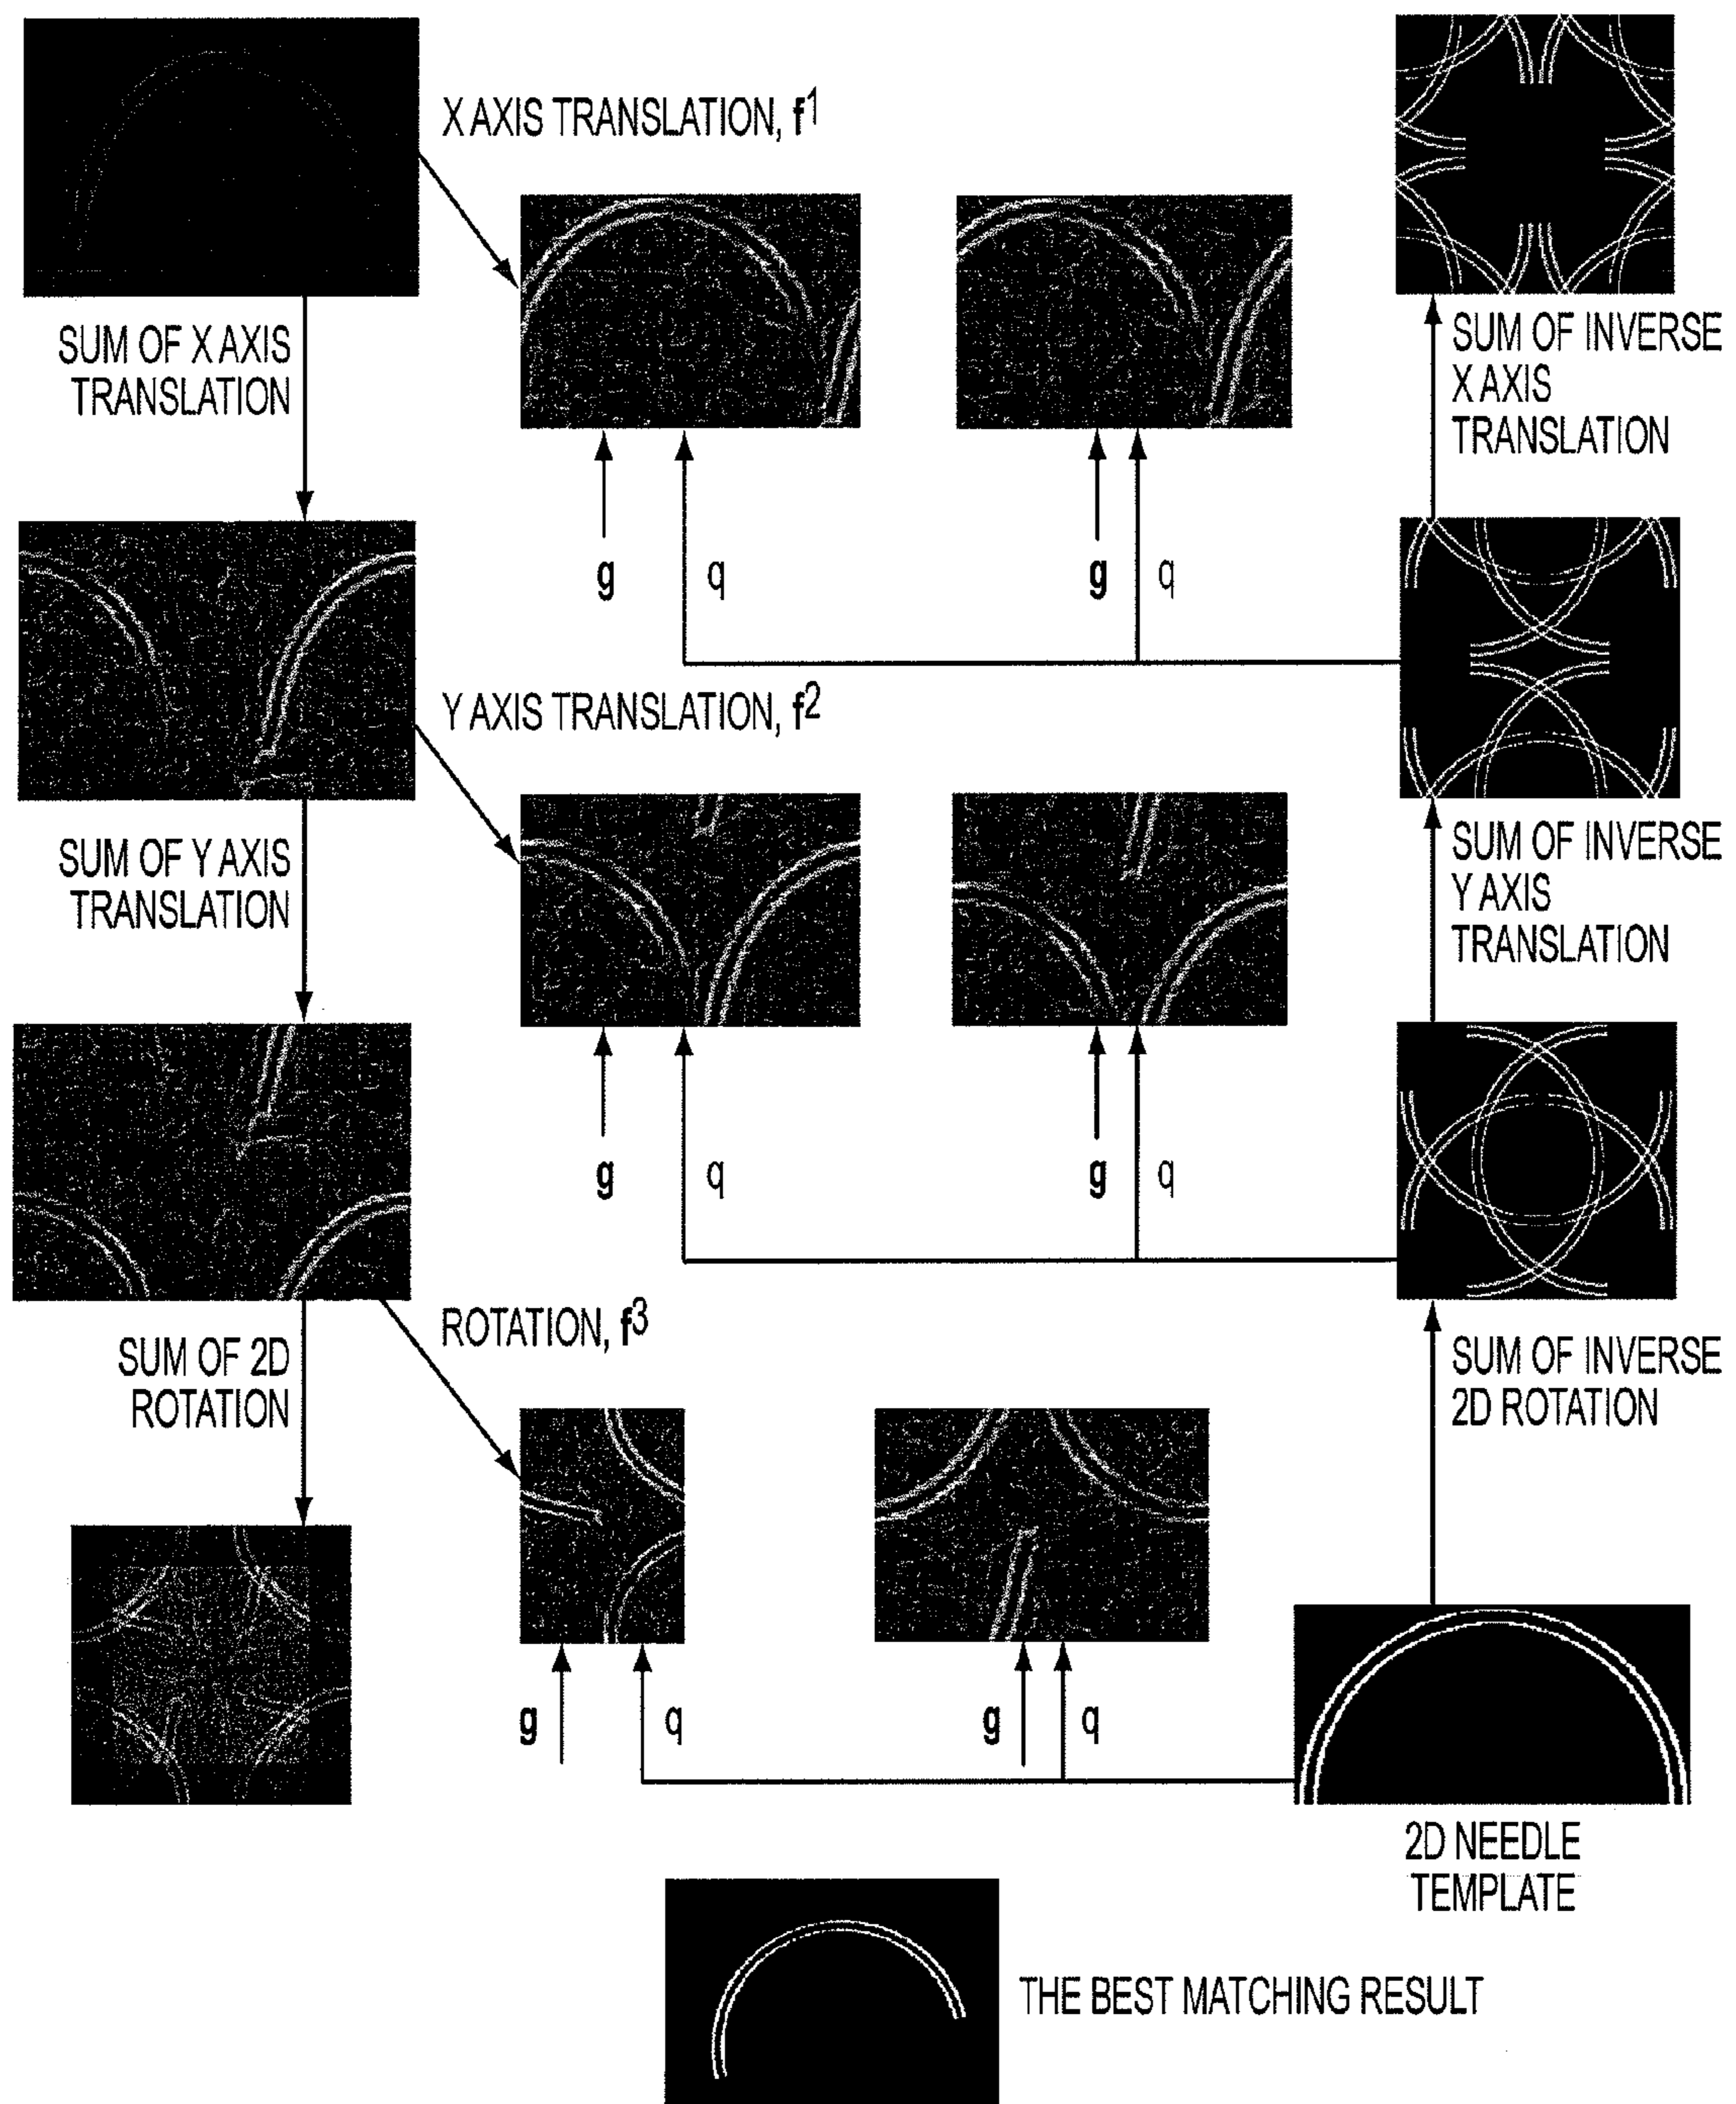 X AXIS TRANSLATION, f1
SUM OF X AXIS
TRANSLATION
SUM OF INVERSE
X AXIS
TRANSLATION
g
q
g
q
Y AXIS TRANSLATION, f2
SUM OF Y AXIS
TRANSLATION
SUM OF INVERSE
Y AXIS
TRANSLATION
g
q
g
q
ROTATION, f3
SUM OF 2D
ROTATION
SUM OF INVERSE
2D ROTATION
g
q
g
q
2D NEEDLE
TEMPLATE
THE BEST MATCHING RESULT